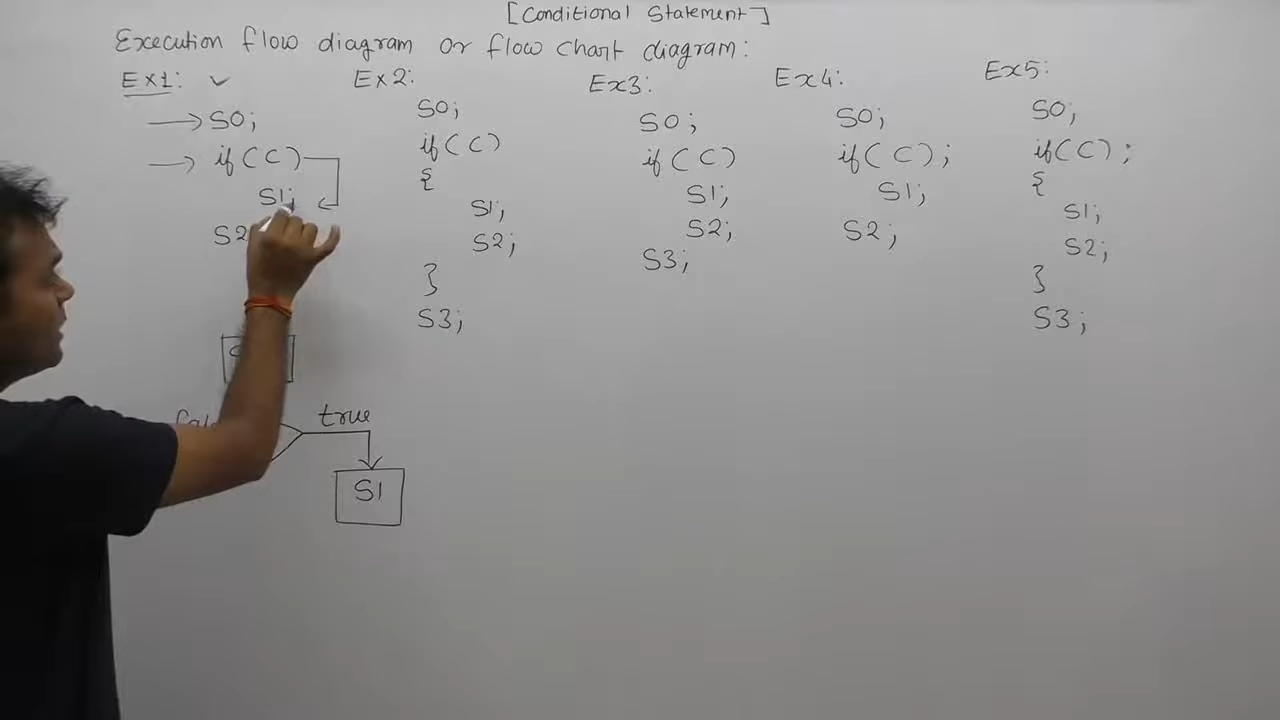 [Conditional Statement]
Execution flow diagram or flow chart diagram:
Ex1:
S0;
if(C)
S1;
S2
true
S1
Ex2:
S0;
if(C)
{
S1;
S2;
}
S3;
Ex3:
S0;
if(C)
S1;
S2;
S3;
Ex4:
S0;
if(C);
S1;
S2;
Ex5:
S0;
if(C);
{
S1;
S2;
}
S3;